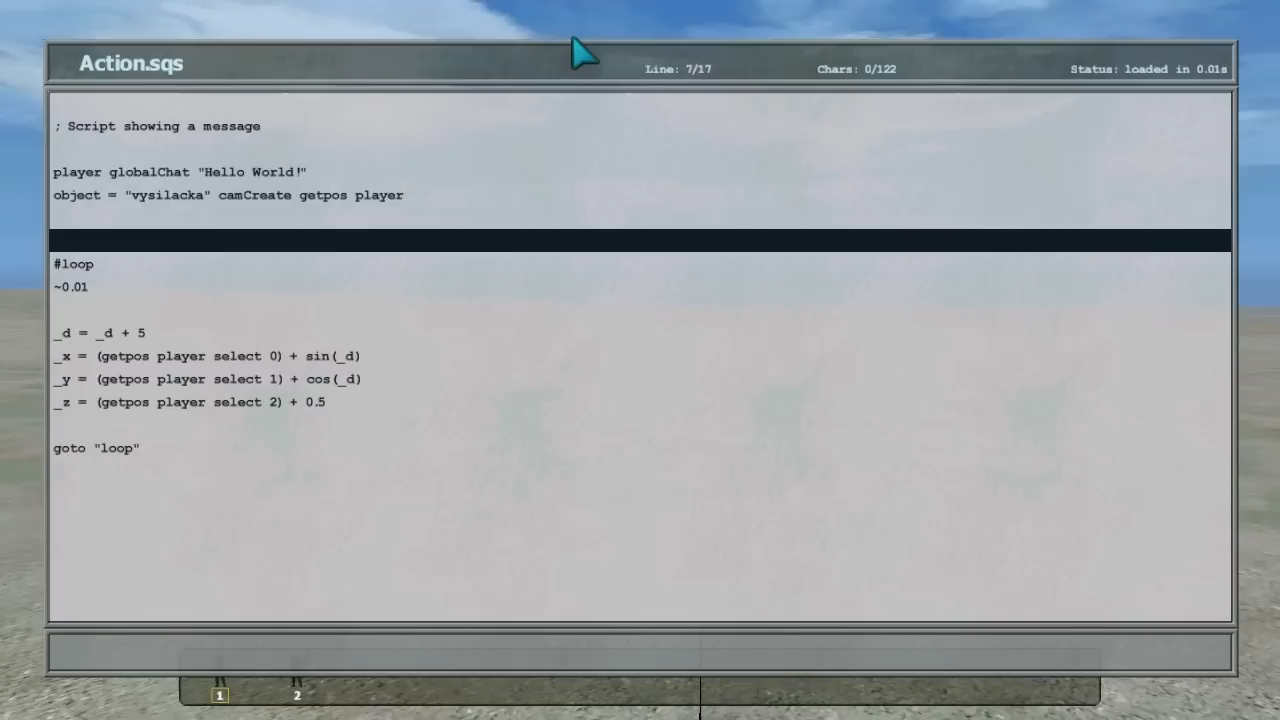 Action.sqs
Line: 7/17
Chars: 0/122
Status: loaded in 0.01s
; Script showing a message
player globalChat "Hello World!"
object = "vysilacka" camCreate getpos player
#loop
~0.01
_d = _d + 5
_x = (getpos player select 0) + sin(_d)
_y = (getpos player select 1) + cos(_d)
_z = (getpos player select 2) + 0.5
goto "loop"
1
2